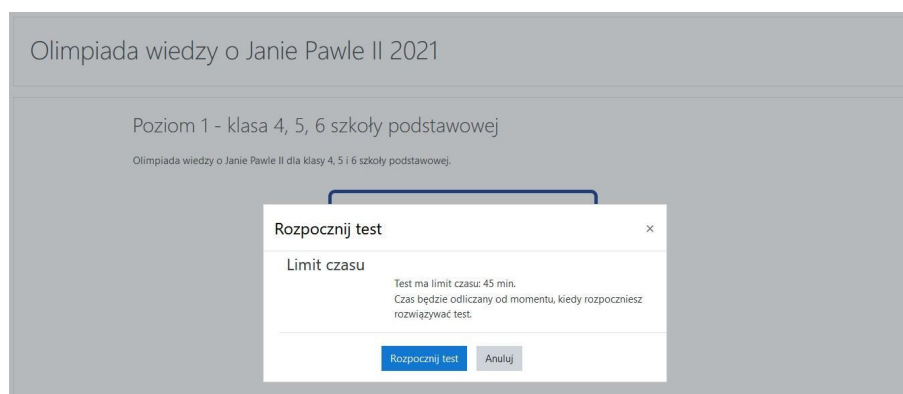 Olimpiada wiedzy o Janie Pawle II 2021
Poziom 1 - klasa 4, 5, 6 szkoły podstawowej
Olimpiada wiedzy o Janie Pawle II dla klasy 4, 5 i 6 szkoły podstawowej.
Rozpocznij test ×
Limit czasu
Test ma limit czasu: 45 min.
Czas będzie odliczany od momentu, kiedy rozpoczniesz
rozwiązywać test.
Rozpocznij test Anuluj